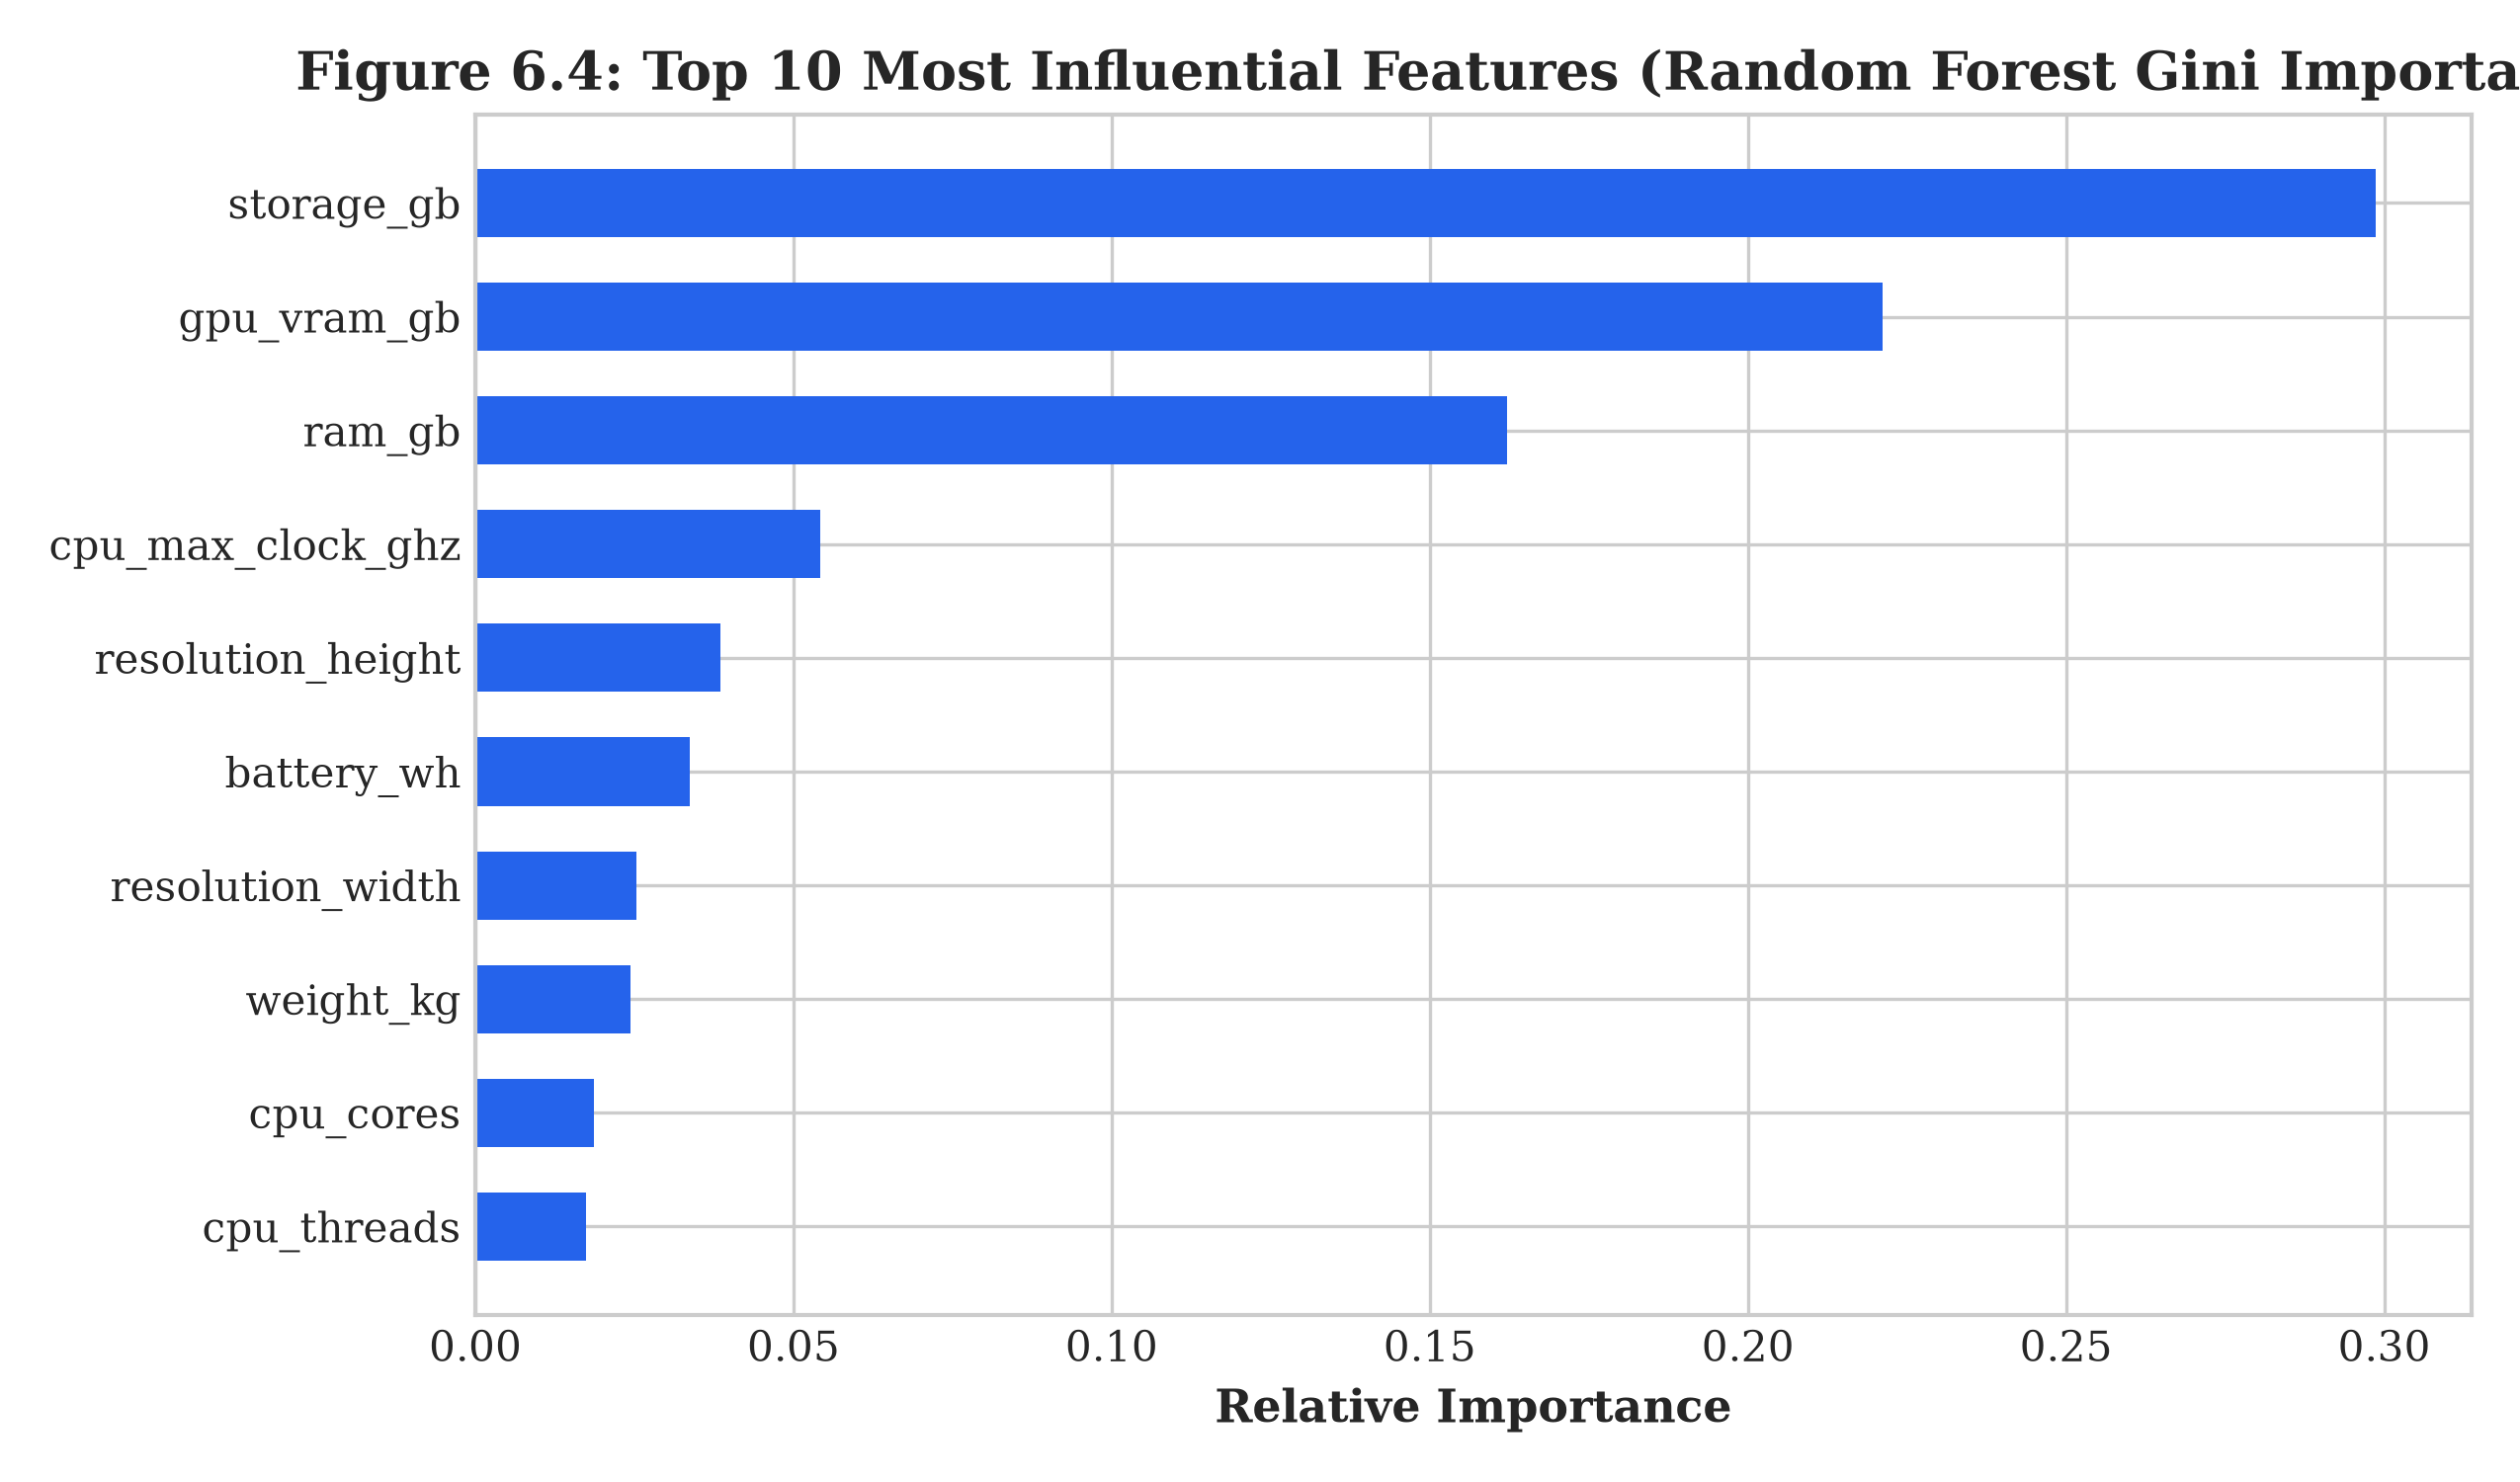 Figure 6.4: Top 10 Most Influential Features (Random Forest Gini Importa
storage_gb
gpu_vram_gb
ram_gb
cpu_max_clock_ghz
resolution_height
battery_wh
resolution_width
weight_kg
cpu_cores
cpu_threads
0.00 0.05 0.10 0.15 0.20 0.25 0.30
Relative Importance